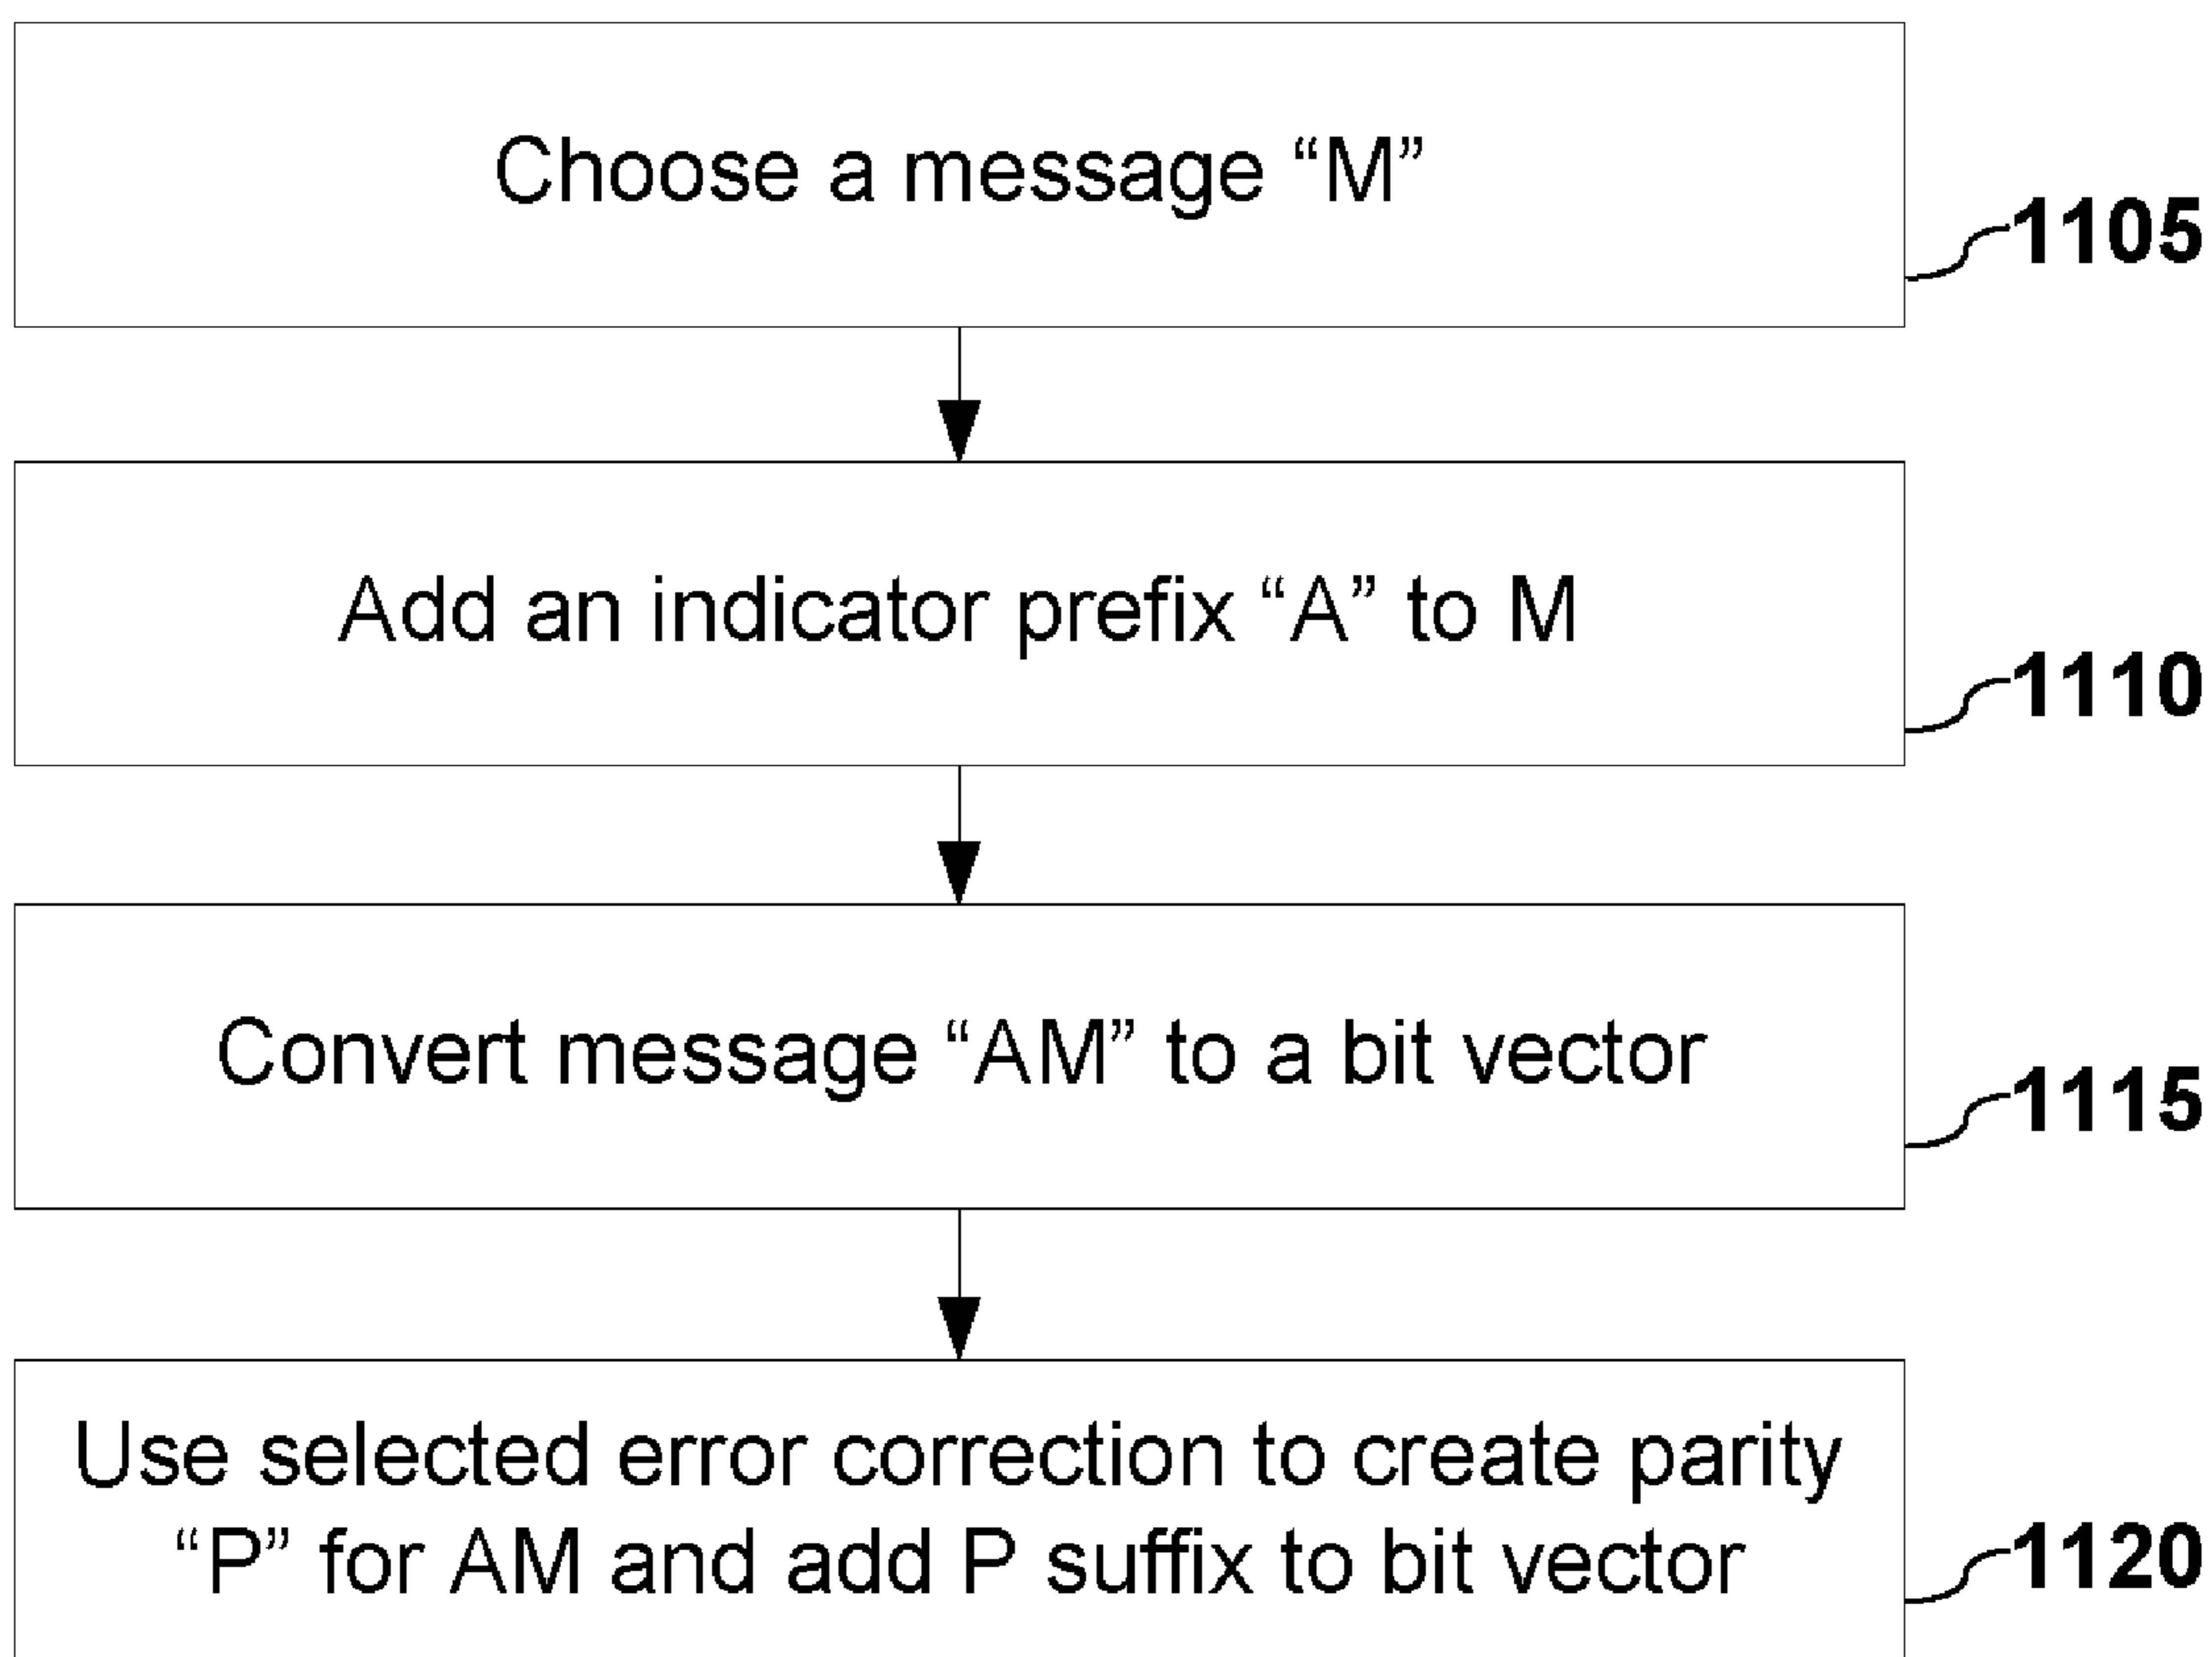 Choose a message “M”
1105
Add an indicator prefix “A” to M
1110
Convert message “AM” to a bit vector
1115
Use selected error correction to create parity
“P” for AM and add P suffix to bit vector
1120